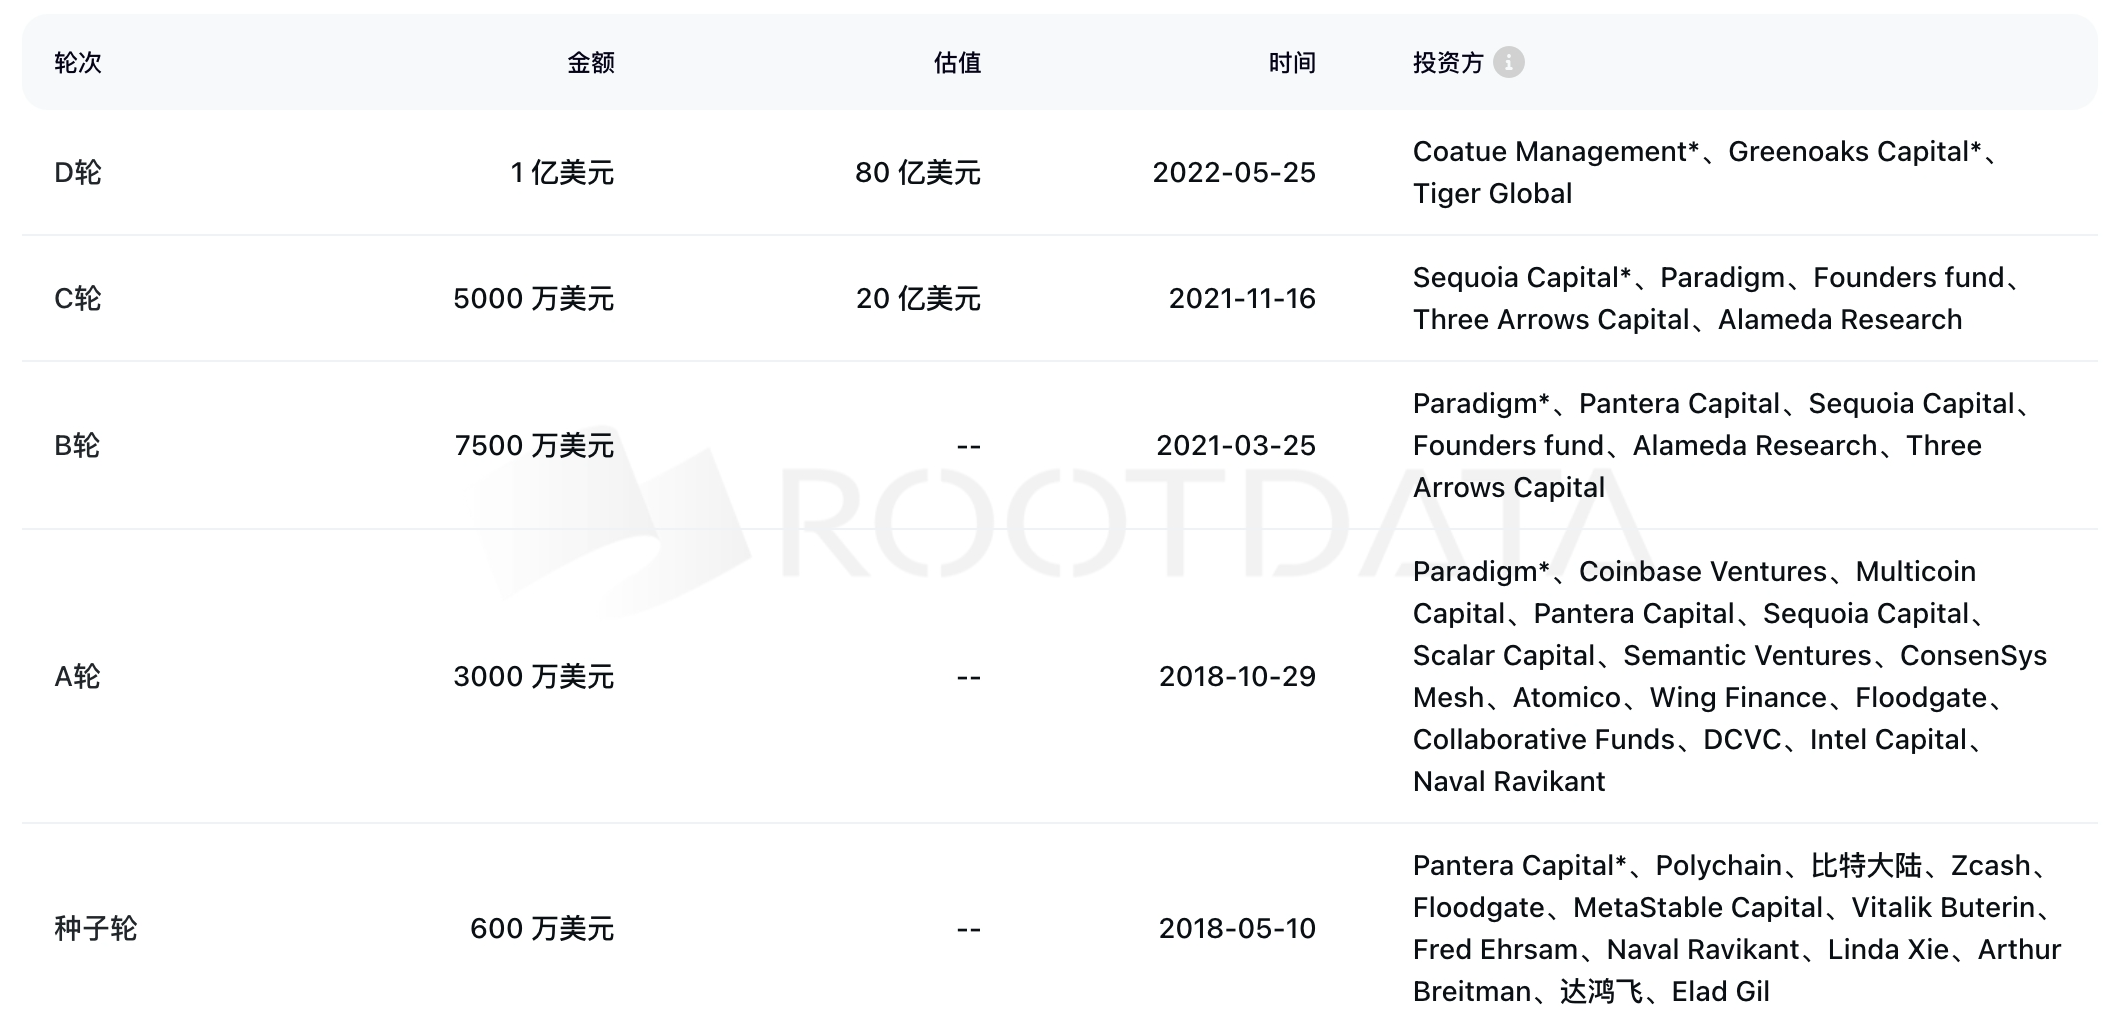 轮次 金额 估值 时间 投资方
D轮 1 亿美元 80 亿美元 2022-05-25 Coatue Management*、Greenoaks Capital*、
Tiger Global
C轮 5000 万美元 20 亿美元 2021-11-16 Sequoia Capital*、Paradigm、Founders fund、
Three Arrows Capital、Alameda Research
B轮 7500 万美元 -- 2021-03-25 Paradigm*、Pantera Capital、Sequoia Capital、
Founders fund、Alameda Research、Three
Arrows Capital
ROOTDATA
A轮 3000 万美元 -- 2018-10-29 Paradigm*、Coinbase Ventures、Multicoin
Capital、Pantera Capital、Sequoia Capital、
Scalar Capital、Semantic Ventures、ConsenSys
Mesh、Atomico、Wing Finance、Floodgate、
Collaborative Funds、DCVC、Intel Capital、
Naval Ravikant
种子轮 600 万美元 -- 2018-05-10 Pantera Capital*、Polychain、比特大陆、Zcash、
Floodgate、MetaStable Capital、Vitalik Buterin、
Fred Ehrsam、Naval Ravikant、Linda Xie、Arthur
Breitman、达鸿飞、Elad Gil